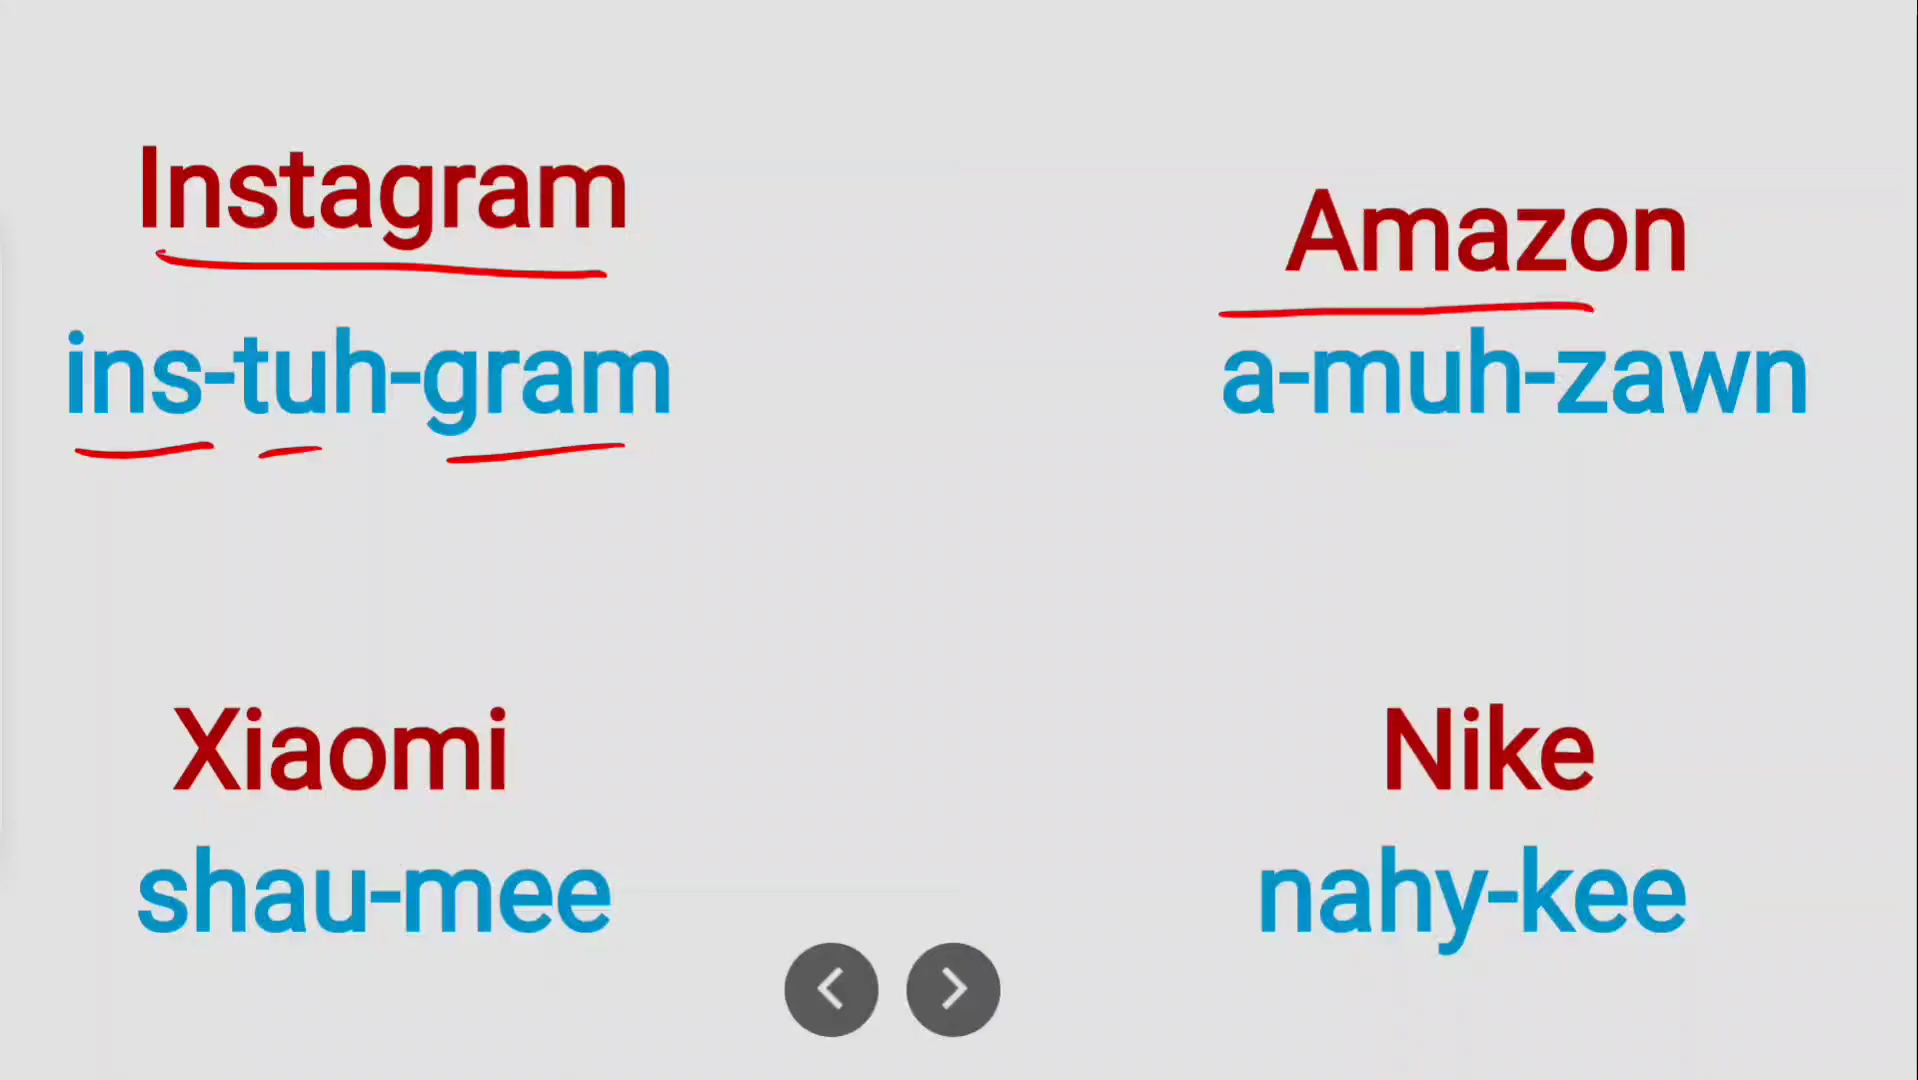 Instagram
ins-tuh-gram
Amazon
a-muh-zawn
Xiaomi
shau-mee
Nike
nahy-kee